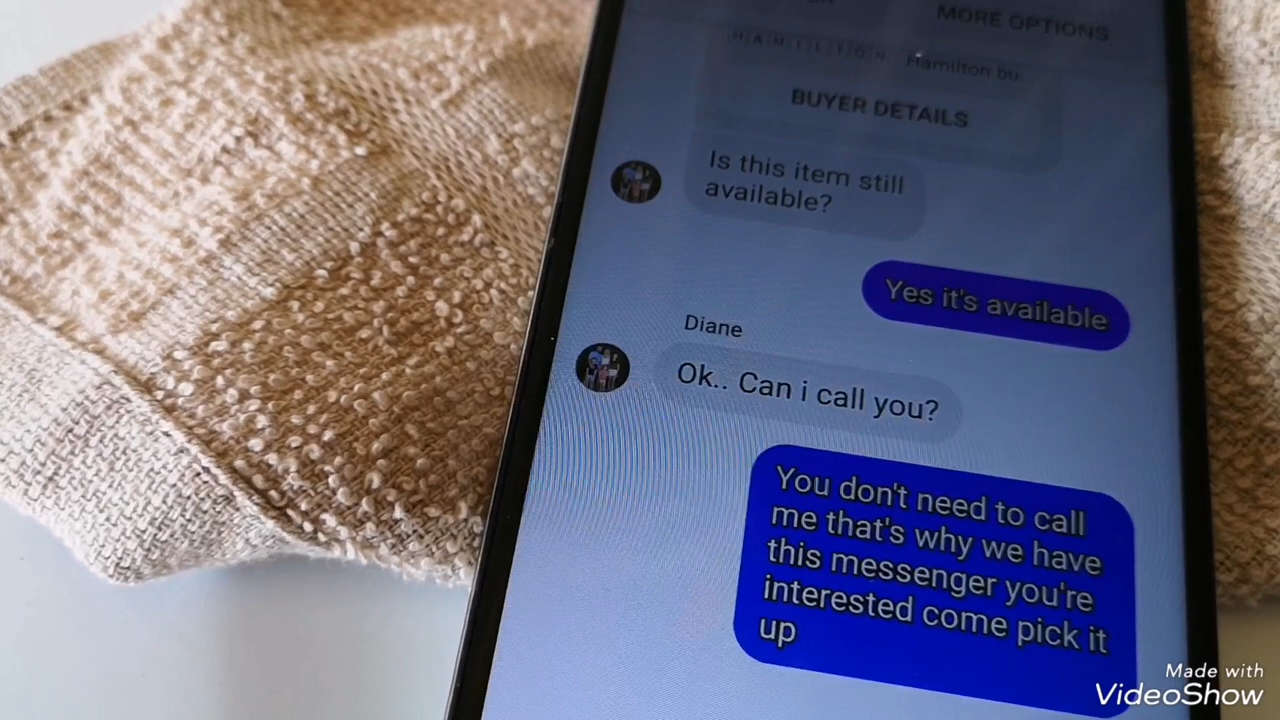 MORE OPTIONS
HAMILTON Hamilton bu
BUYER DETAILS
Is this item still
available?
Yes it's available
Diane
Ok.. Can i call you?
You don't need to call
me that's why we have
this messenger you're
interested come pick it
up
Made with
VideoShow